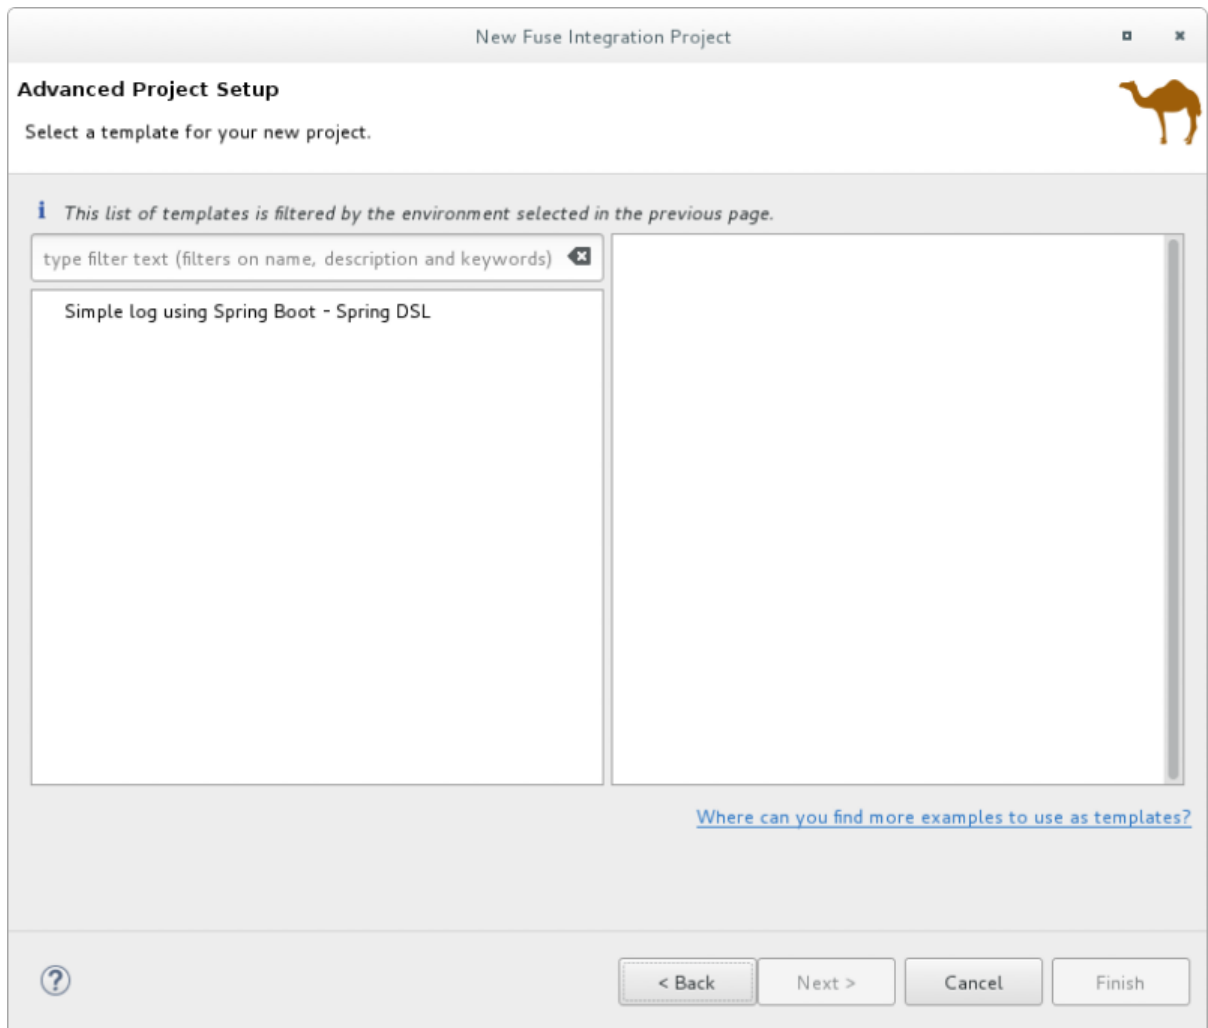 New Fuse Integration Project
Advanced Project Setup
Select a template for your new project.
i This list of templates is filtered by the environment selected in the previous page.
type filter text (filters on name, description and keywords)
Simple log using Spring Boot - Spring DSL
Where can you find more examples to use as templates?
? < Back Next > Cancel Finish